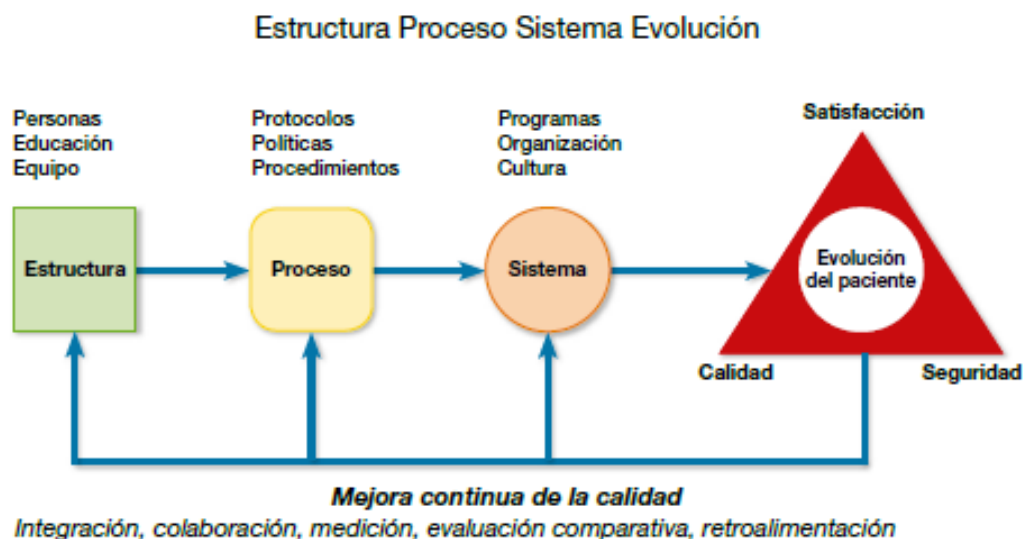 Estructura Proceso Sistema Evolución
Personas
Educación
Equipo
Protocolos
Políticas
Procedimientos
Programas
Organización
Cultura
Satisfacción
Estructura
Proceso
Sistema
Evolución
del paciente
Calidad
Seguridad
Mejora continua de la calidad
Integración, colaboración, medición, evaluación comparativa, retroalimentación